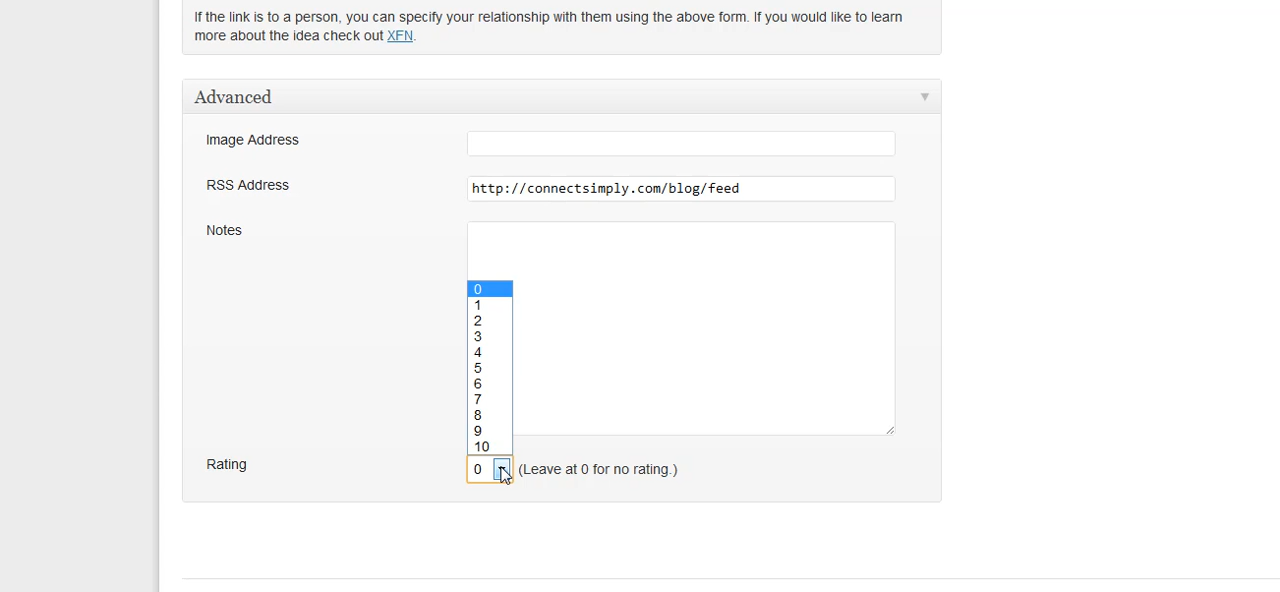 If the link is to a person, you can specify your relationship with them using the above form. If you would like to learn
more about the idea check out XFN.
Advanced
Image Address
RSS Address
http://connectsimply.com/blog/feed
Notes
0
1
2
3
4
5
6
7
8
9
10
Rating
0
(Leave at 0 for no rating.)